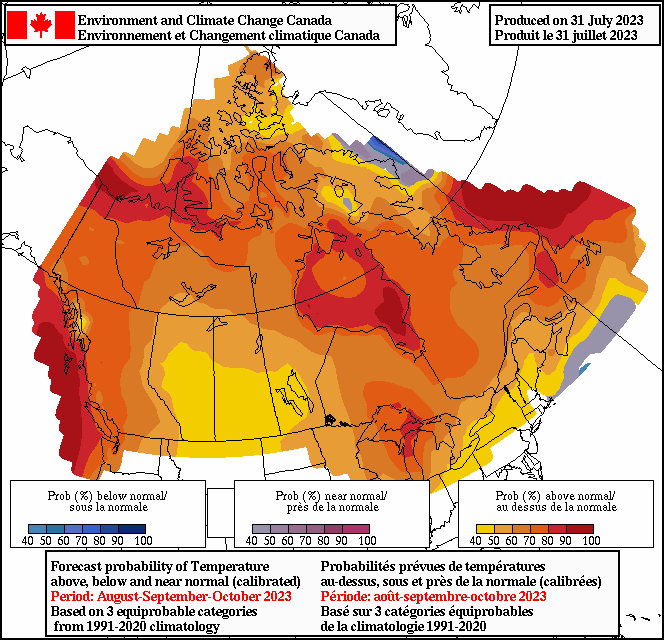 Environment and Climate Change Canada
Environnement et Changement climatique Canada
Produced on 31 July 2023
Produit le 31 juillet 2023
Prob (%) below normal/
sous la normale
40 50 60 70 80 90 100
Prob (%) near normal/
près de la normale
40 50 60 70 80 90 100
Prob (%) above normal/
au dessus de la normale
40 50 60 70 80 90 100
Forecast probability of Temperature
above, below and near normal (calibrated)
Period: August-September-October 2023
Based on 3 equiprobable categories
from 1991-2020 climatology
Probabilités prévues de températures
au-dessus, sous et près de la normale (calibrées)
Période: août-septembre-octobre 2023
Basé sur 3 catégories équiprobables
de la climatologie 1991-2020